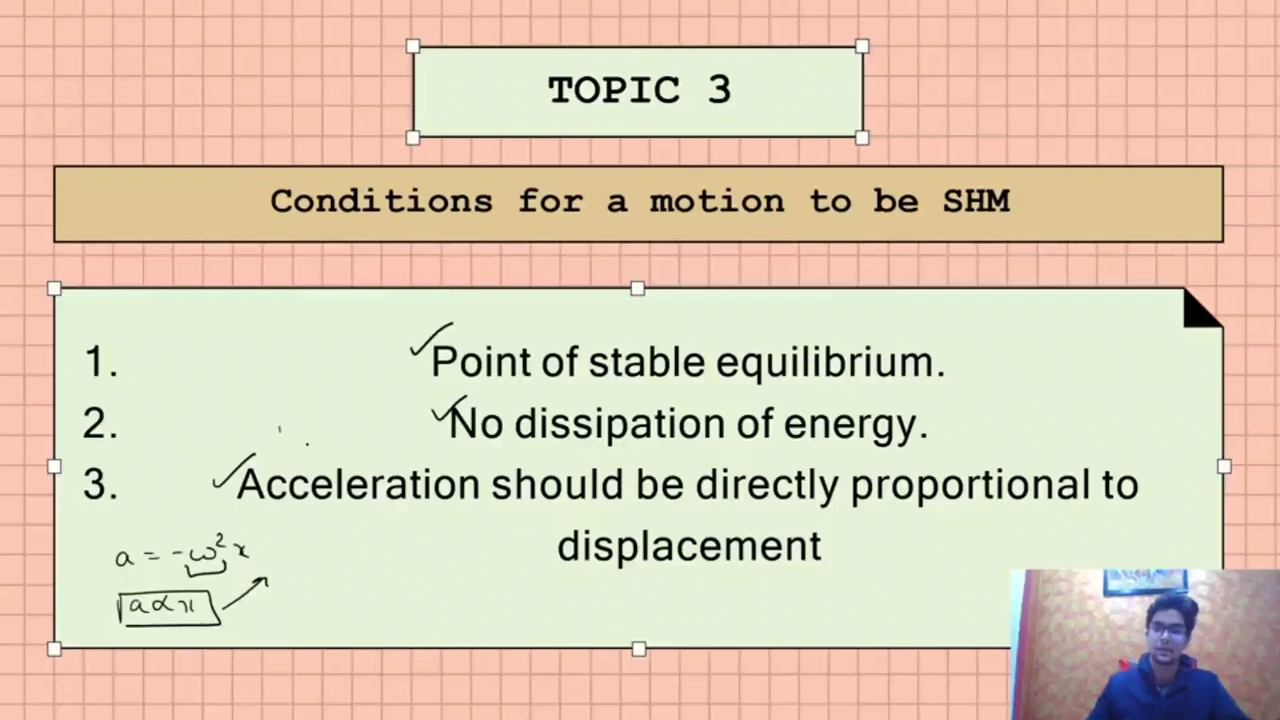 TOPIC 3
Conditions for a motion to be SHM
1. Point of stable equilibrium.
2. No dissipation of energy.
3. Acceleration should be directly proportional to
displacement
a = -ω²x
a∝x